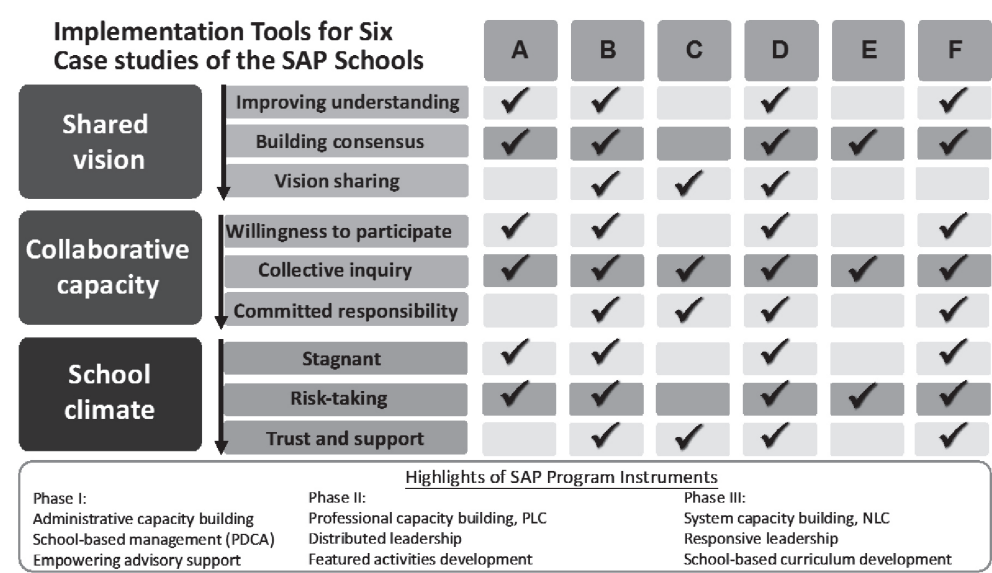 Implementation Tools for Six
Case studies of the SAP Schools
A B C D E F
Shared
vision
Improving understanding ✓ ✓ ✓ ✓
Building consensus ✓ ✓ ✓ ✓ ✓
Vision sharing ✓ ✓ ✓
Collaborative
capacity
Willingness to participate ✓ ✓ ✓ ✓
Collective inquiry ✓ ✓ ✓ ✓ ✓ ✓
Committed responsibility ✓ ✓ ✓ ✓
School
climate
Stagnant ✓ ✓ ✓ ✓
Risk-taking ✓ ✓ ✓ ✓ ✓
Trust and support ✓ ✓ ✓ ✓
Highlights of SAP Program Instruments
Phase I:
Administrative capacity building
School-based management (PDCA)
Empowering advisory support
Phase II:
Professional capacity building, PLC
Distributed leadership
Featured activities development
Phase III:
System capacity building, NLC
Responsive leadership
School-based curriculum development